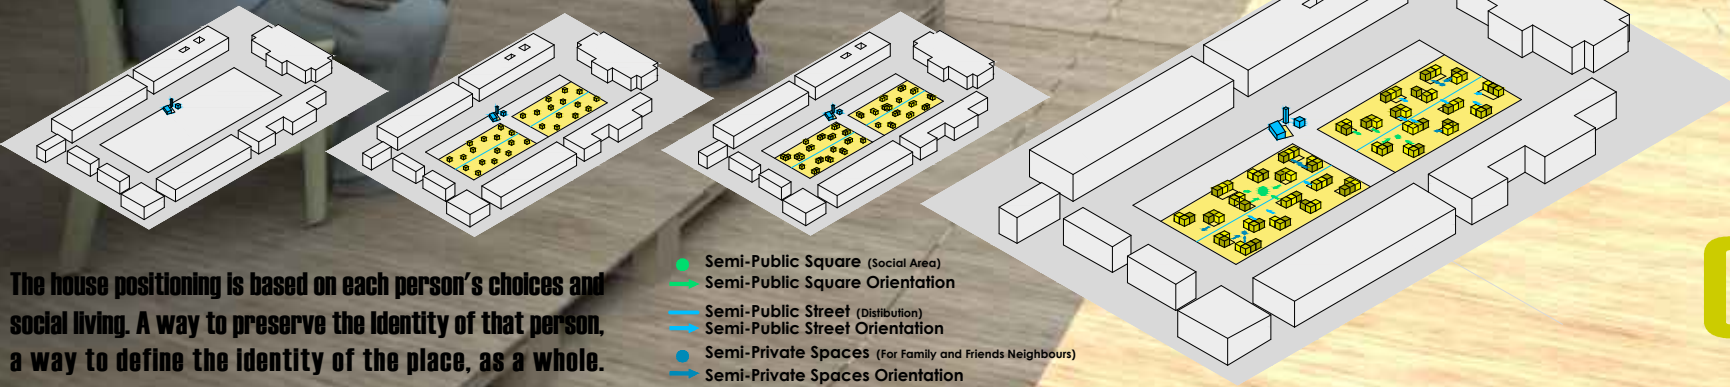 The house positioning is based on each person's choices and
social living. A way to preserve the Identity of that person,
a way to define the identity of the place, as a whole.
Semi-Public Square (Social Area)
Semi-Public Square Orientation
Semi-Public Street (Distibution)
Semi-Public Street Orientation
Semi-Private Spaces (For Family and Friends Neighbours)
Semi-Private Spaces Orientation